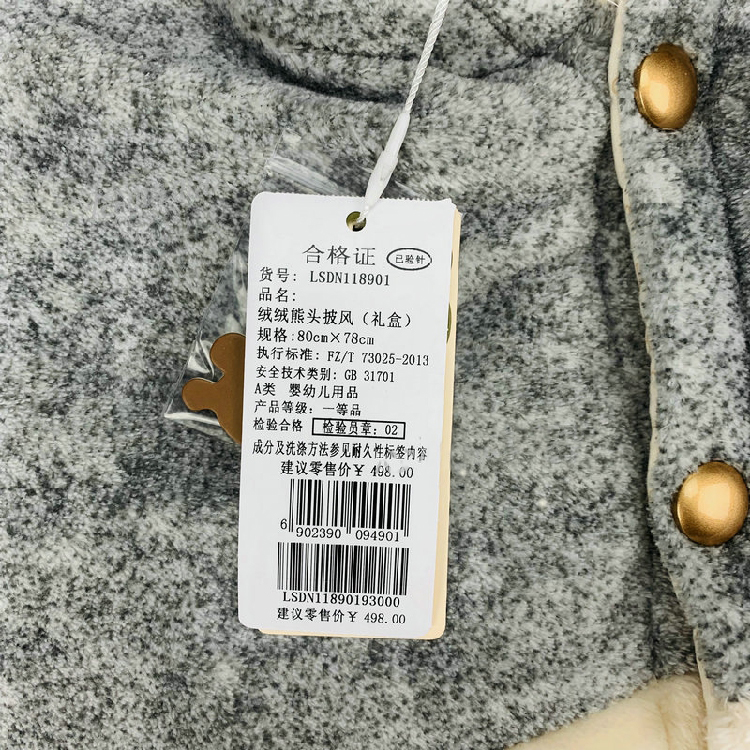 合格证 已验针
货号: LSDN118901
品名:
绒绒熊头披风（礼盒）
规格:80cm×78cm
执行标准: FZ/T 73025-2013
安全技术类别: GB 31701
A类 婴幼儿用品
产品等级: 一等品
检验合格 检验员章: 02
成分及洗涤方法参见耐久性标签内容
建议零售价￥ 498.00
6 902390 094901
LSDN11890193000
建议零售价￥ 498.00